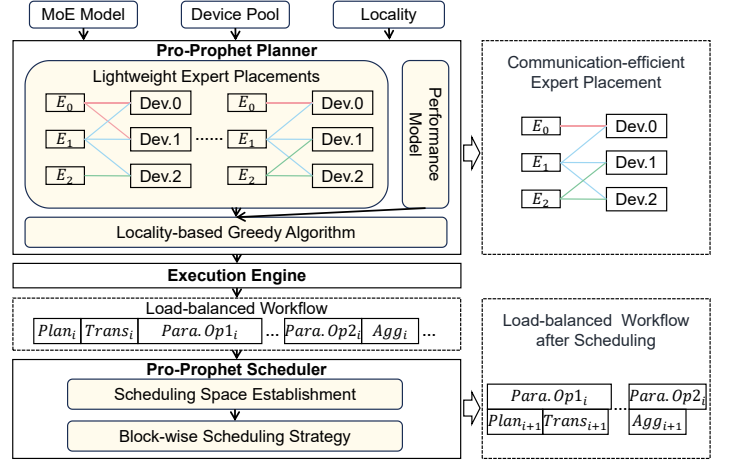 MoE Model
Device Pool
Locality
Pro-Prophet Planner
Lightweight Expert Placements
E₀ Dev.0
E₁ Dev.1
E₂ Dev.2
......
E₀ Dev.0
E₁ Dev.1
E₂ Dev.2
Performance
Model
Locality-based Greedy Algorithm
Communication-efficient
Expert Placement
E₀ Dev.0
E₁ Dev.1
E₂ Dev.2
Execution Engine
Load-balanced Workflow
Planᵢ Transᵢ Para.Op1ᵢ ... Para.Op2ᵢ Aggᵢ ...
Pro-Prophet Scheduler
Scheduling Space Establishment
Block-wise Scheduling Strategy
Load-balanced Workflow
after Scheduling
Para.Op1ᵢ ... Para.Op2ᵢ
Planᵢ₊₁ Transᵢ₊₁ Aggᵢ₊₁